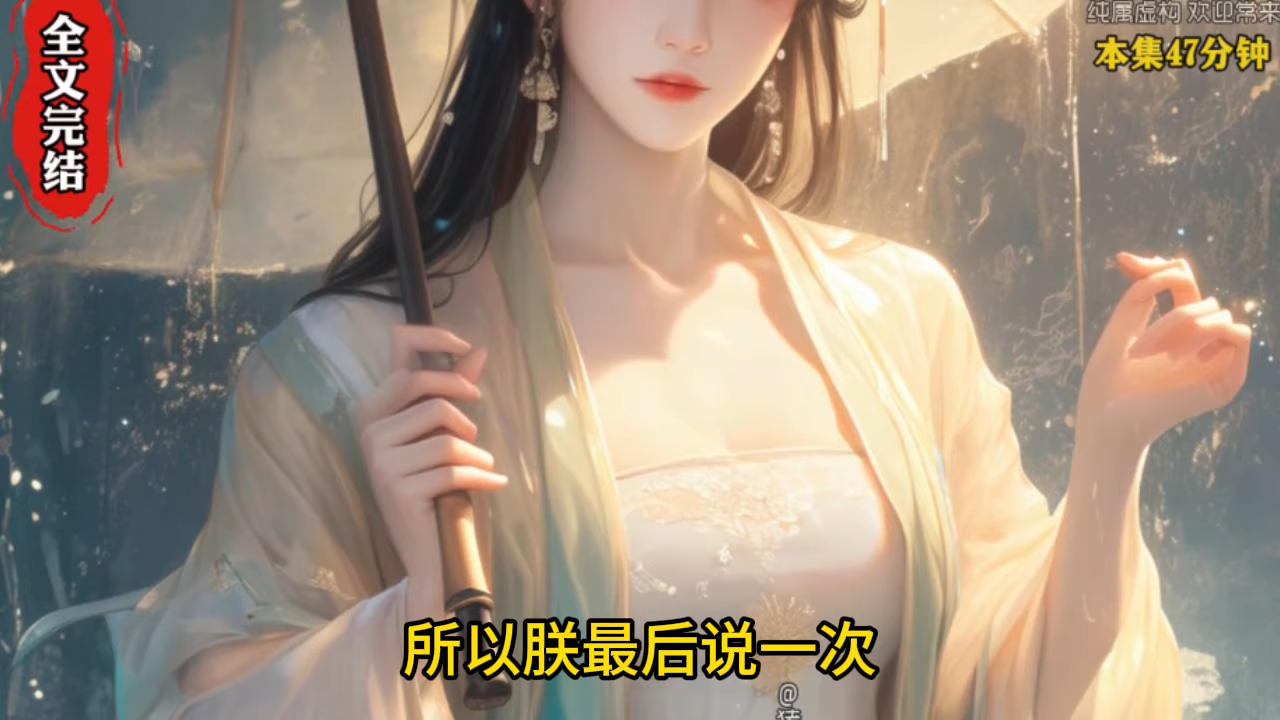 全文完结
纯属虚构 欢迎常来
本集47分钟
所以朕最后说一次
@